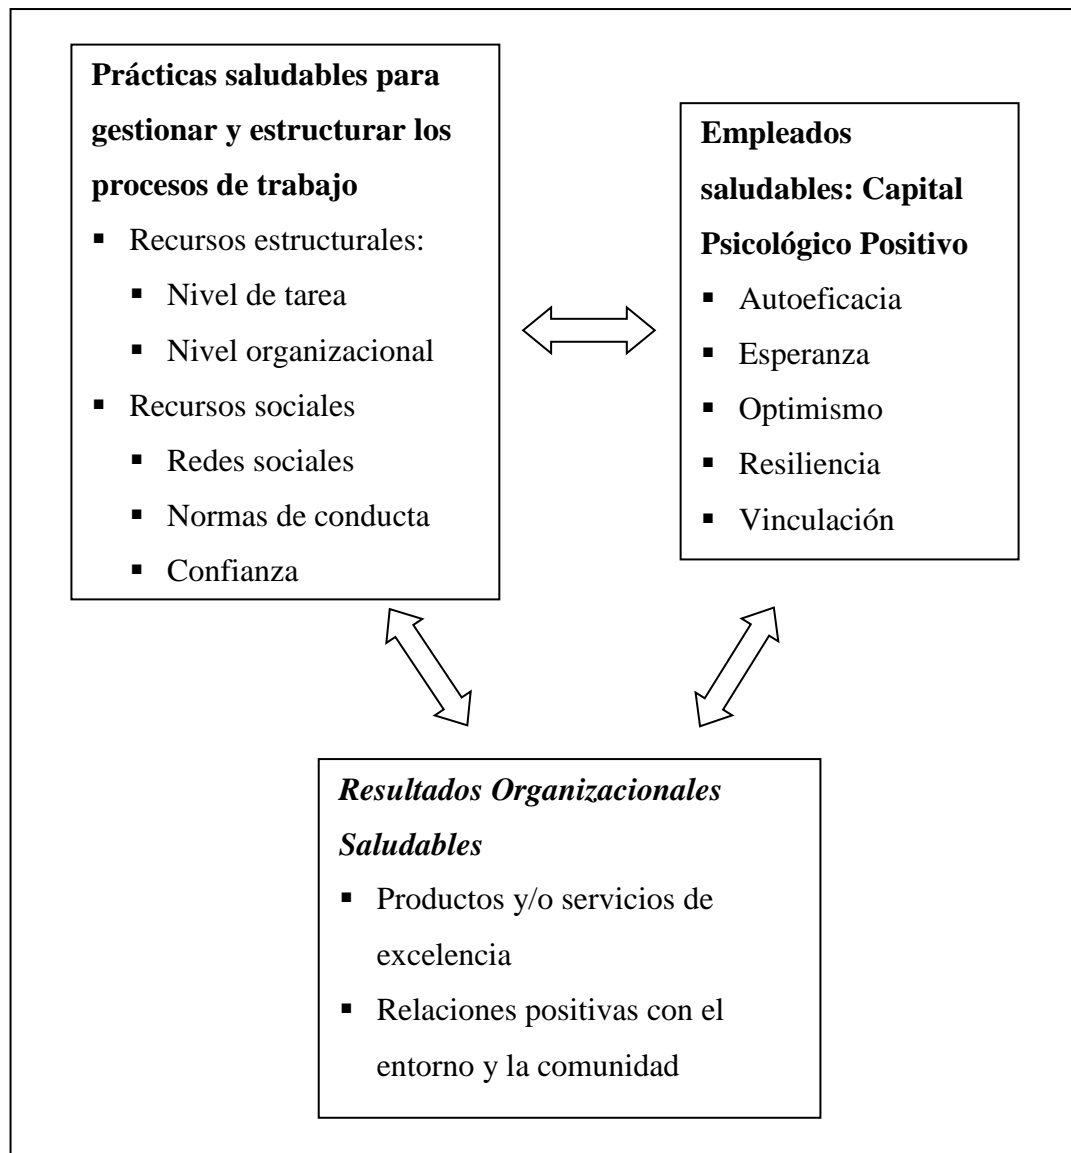 Prácticas saludables para
gestionar y estructurar los
procesos de trabajo
▪ Recursos estructurales:
▪ Nivel de tarea
▪ Nivel organizacional
▪ Recursos sociales
▪ Redes sociales
▪ Normas de conducta
▪ Confianza
Empleados
saludables: Capital
Psicológico Positivo
▪ Autoeficacia
▪ Esperanza
▪ Optimismo
▪ Resiliencia
▪ Vinculación
Resultados Organizacionales
Saludables
▪ Productos y/o servicios de
excelencia
▪ Relaciones positivas con el
entorno y la comunidad